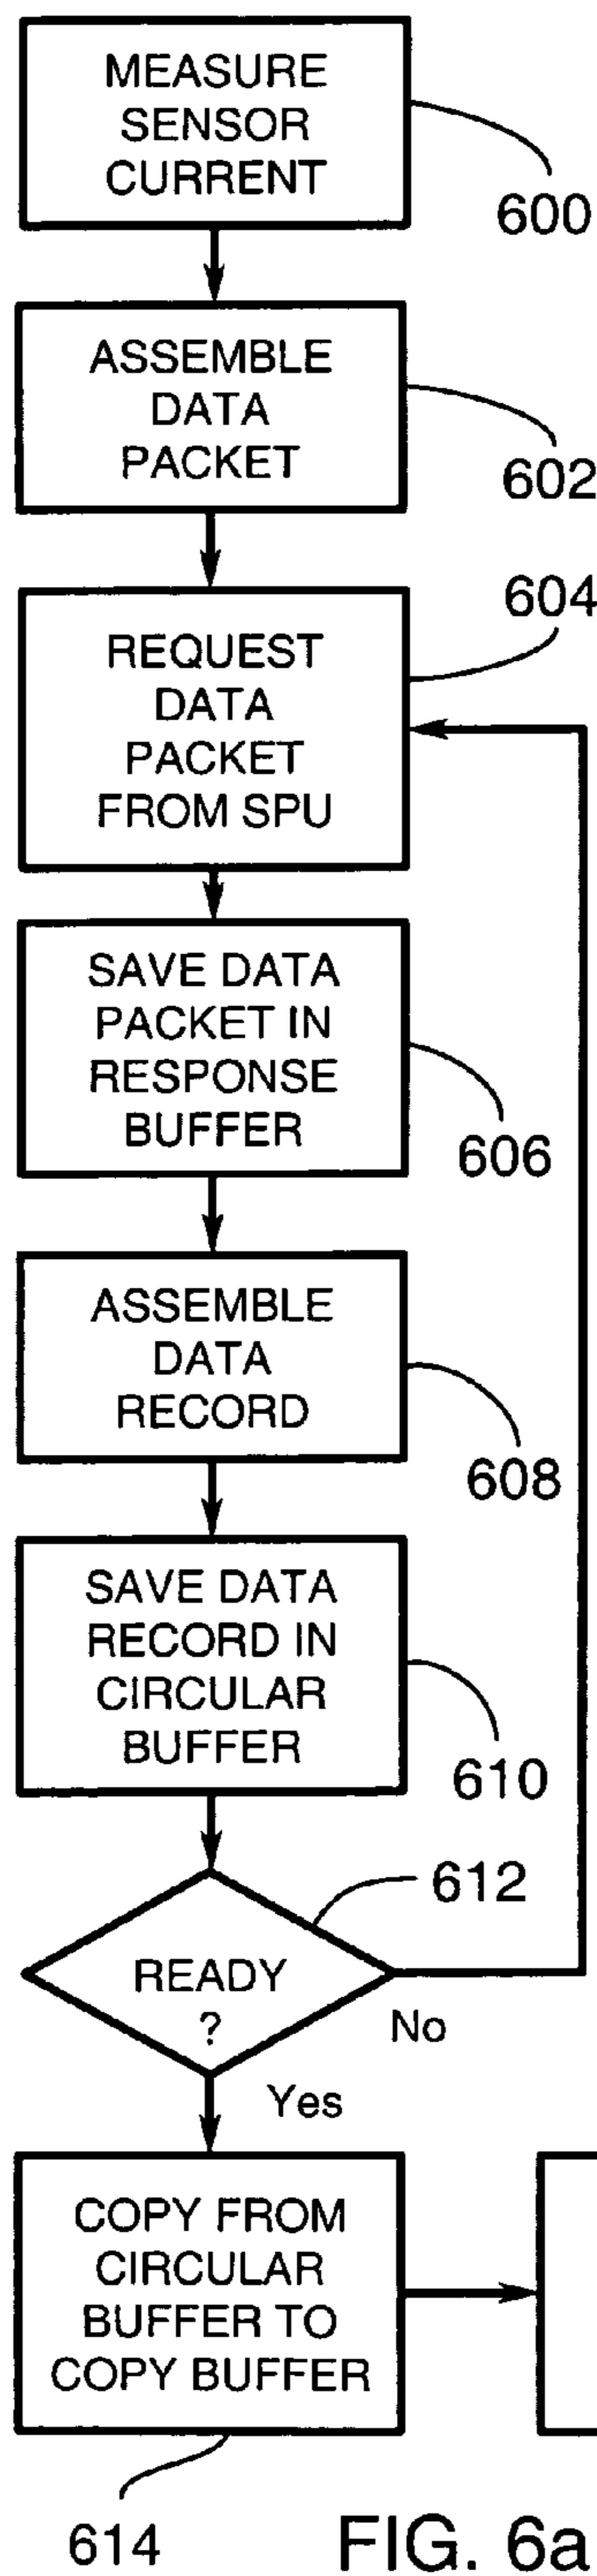 MEASURE
SENSOR
CURRENT
600
ASSEMBLE
DATA
PACKET
602
604
REQUEST
DATA
PACKET
FROM SPU
SAVE DATA
PACKET IN
RESPONSE
BUFFER
606
ASSEMBLE
DATA
RECORD
608
SAVE DATA
RECORD IN
CIRCULAR
BUFFER
610
612
READY
?
No
Yes
COPY FROM
CIRCULAR
BUFFER TO
COPY BUFFER
614
FIG. 6a